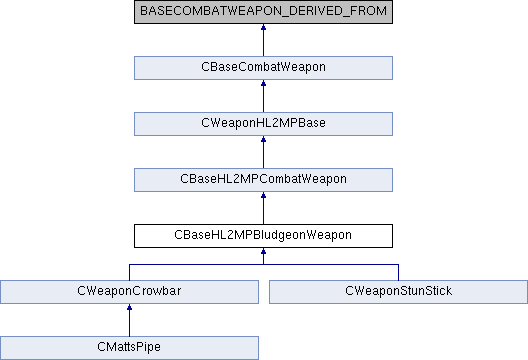 BASECOMBATWEAPON_DERIVED_FROM
CBaseCombatWeapon
CWeaponHL2MPBase
CBaseHL2MPCombatWeapon
CBaseHL2MPBludgeonWeapon
CWeaponCrowbar
CWeaponStunStick
CMattsPipe